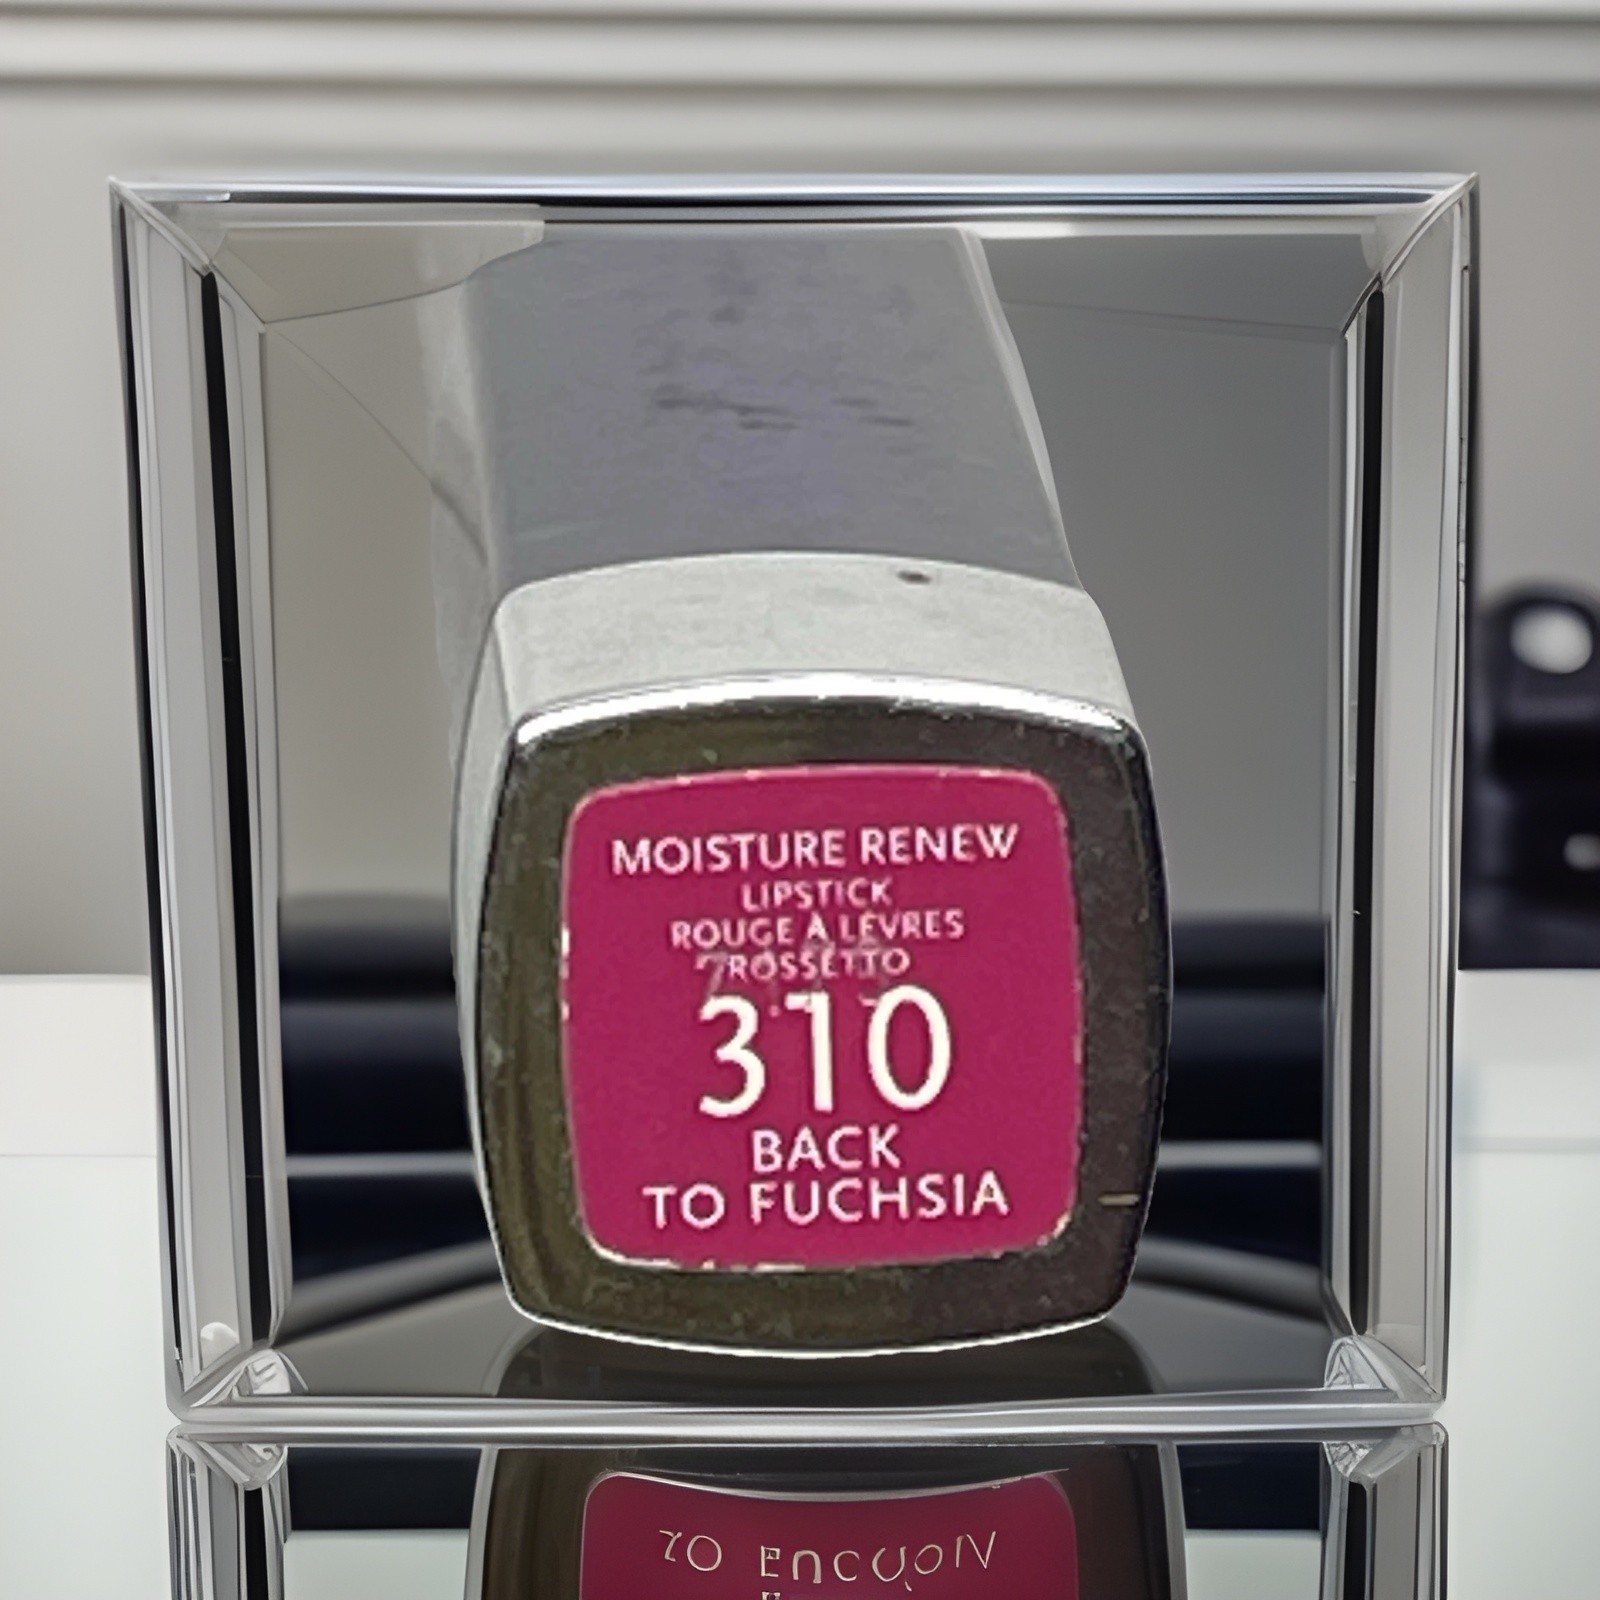 MOISTURE RENEW
LIPSTICK
ROUGE À LÈVRES
ROSSETTO
310
BACK
TO FUCHSIA